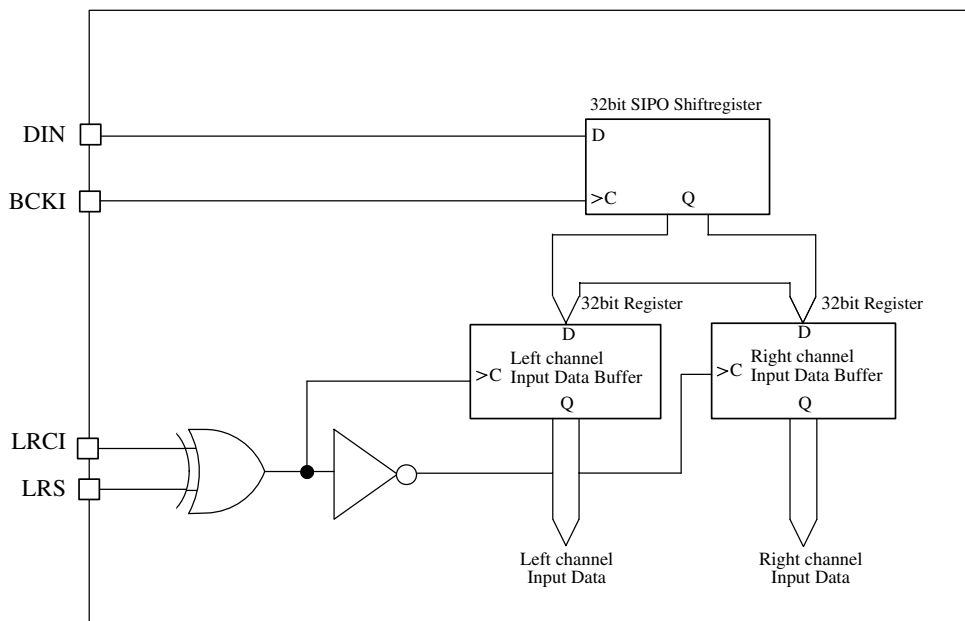 32bit SIPO Shiftregister
DIN
D
BCKI
>C
Q
32bit Register
32bit Register
D
D
Left channel
Input Data Buffer
Right channel
Input Data Buffer
>C
>C
Q
Q
LRCI
LRS
Left channel
Input Data
Right channel
Input Data